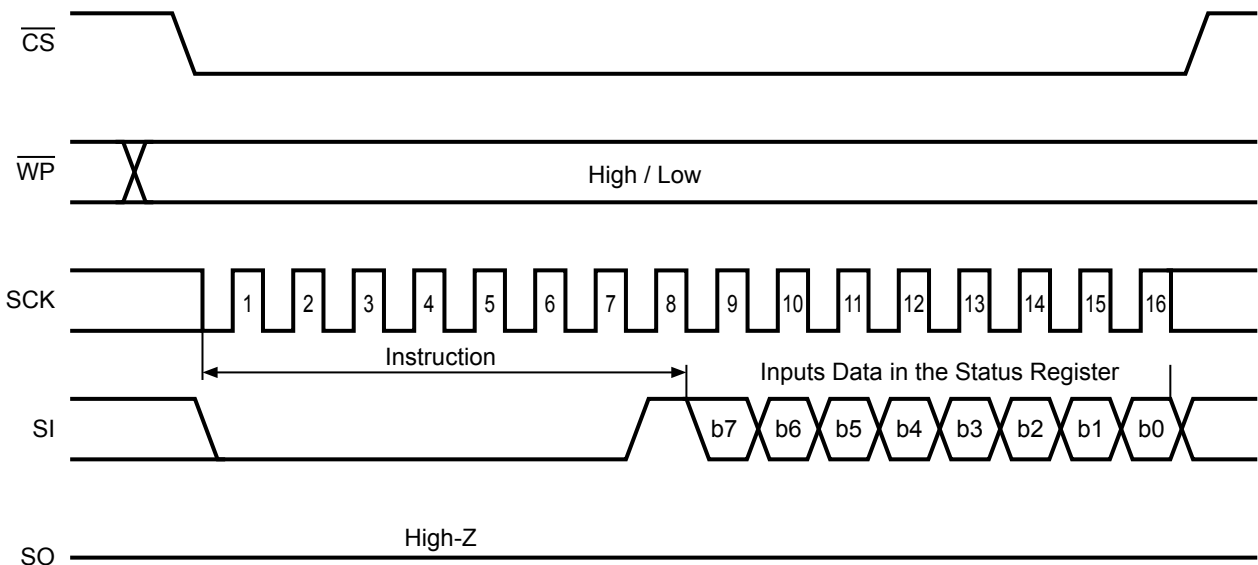 CS
WP
High / Low
SCK
1 2 3 4 5 6 7 8 9 10 11 12 13 14 15 16
Instruction
Inputs Data in the Status Register
SI
b7 b6 b5 b4 b3 b2 b1 b0
High-Z
SO